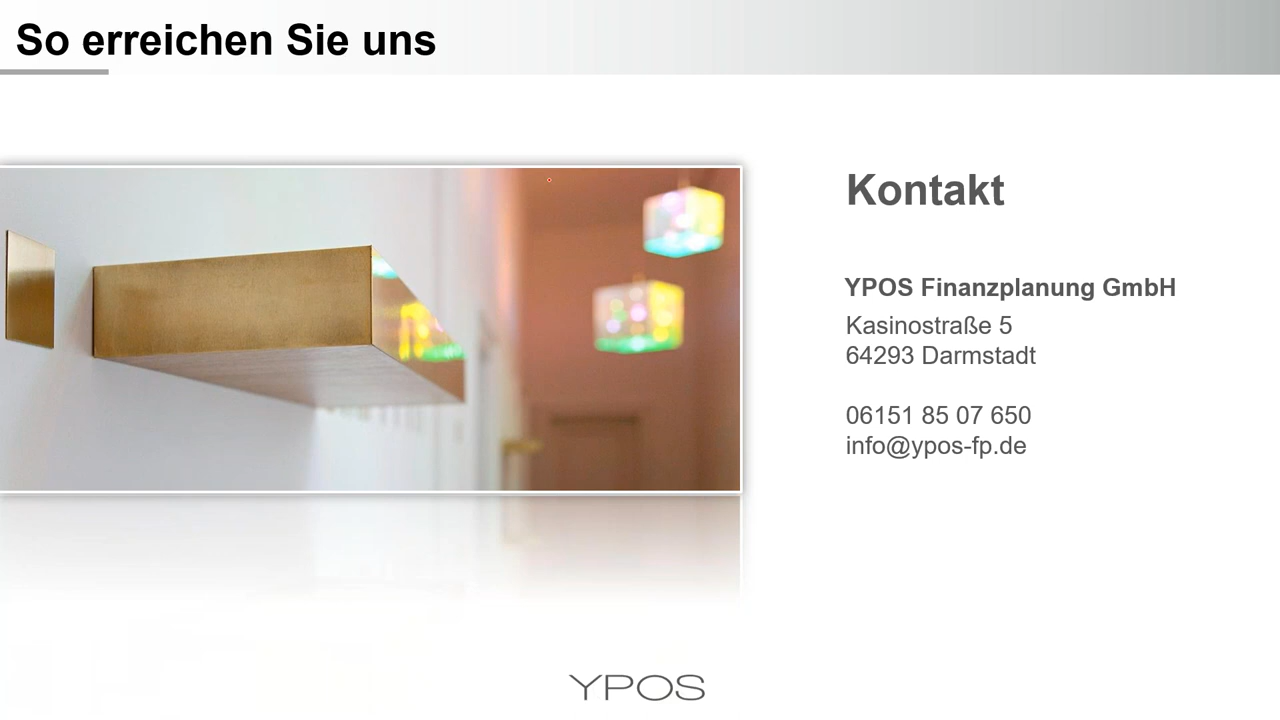 So erreichen Sie uns
Kontakt
YPOS Finanzplanung GmbH
Kasinostraße 5
64293 Darmstadt
06151 85 07 650
info@ypos-fp.de
YPOS